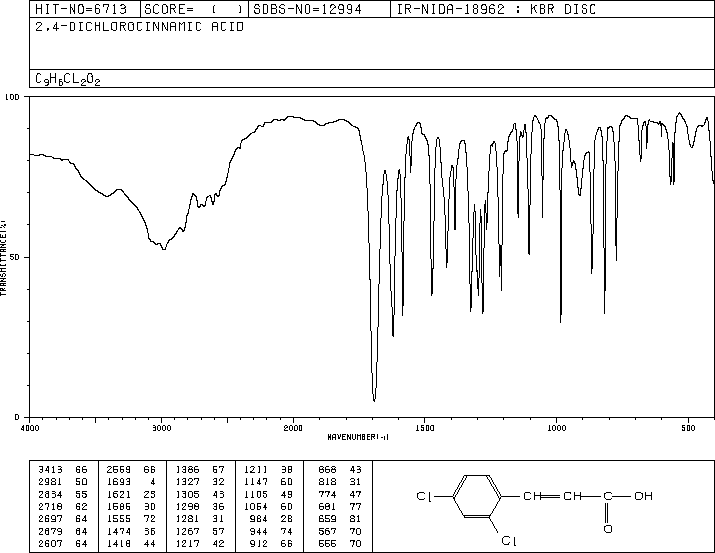 HIT-NO=6713 SCORE= ( ) SDBS-NO=12994 IR-NIDA-18962 : KBR DISC
2,4-DICHLOROCINNAMIC ACID
C9H6CL2O2
100
50
0
TRANSMITTANCE(%)
4000 3000 2000 1500 1000 500
WAVENUMBER(-1)
3413 66 2569 66 1386 57 1211 38 868 43
2981 50 1693 4 1327 32 1147 60 818 31
2834 55 1621 25 1305 43 1105 49 774 47
2718 62 1586 30 1298 36 1054 60 681 77
2697 64 1555 72 1281 31 984 28 659 81
2679 64 1474 36 1267 57 944 74 567 70
2607 64 1418 44 1217 42 912 66 555 70
Cl CH CH C OH
O
Cl